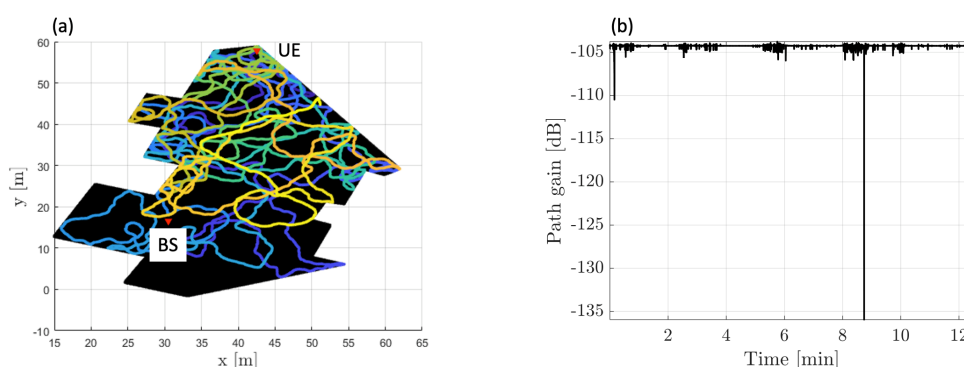 (a)
60
50
40
30
20
10
0
-10
y [m]
UE
BS
15 20 25 30 35 40 45 50 55 60 65
x [m]
(b)
-105
-110
-115
-120
-125
-130
-135
Path gain [dB]
2 4 6 8 10 12
Time [min]